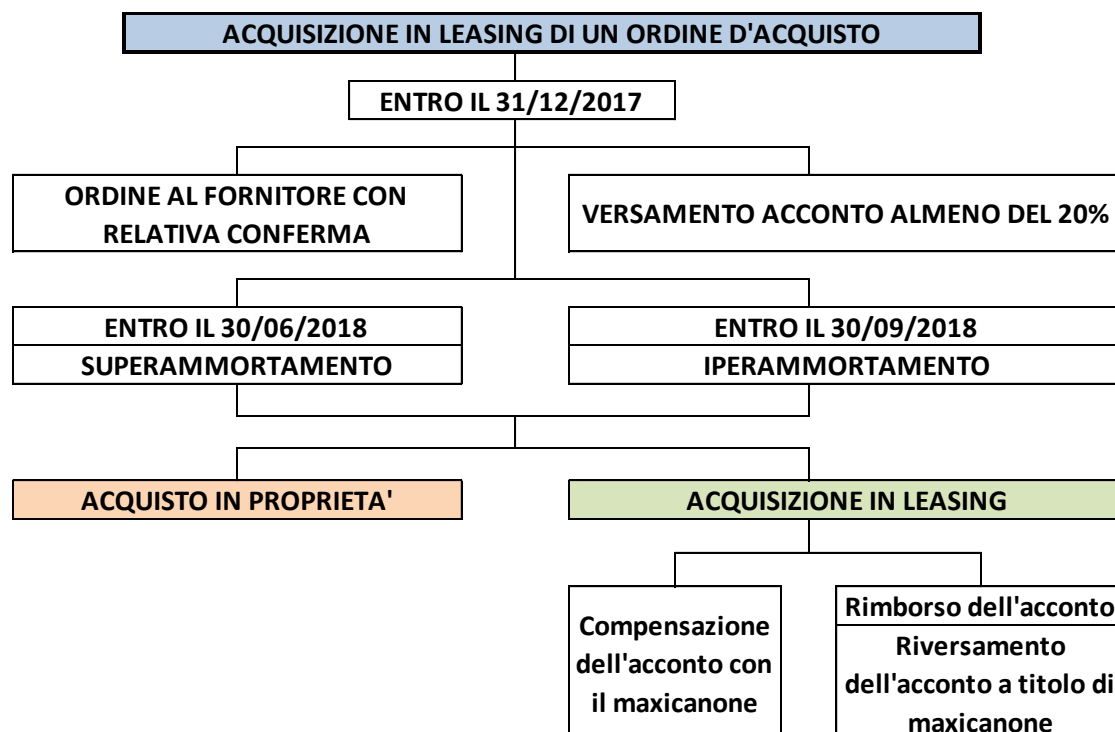 ACQUISIZIONE IN LEASING DI UN ORDINE D'ACQUISTO
ENTRO IL 31/12/2017
ORDINE AL FORNITORE CON
RELATIVA CONFERMA
VERSAMENTO ACCONTO ALMENO DEL 20%
ENTRO IL 30/06/2018
SUPERAMMORTAMENTO
ENTRO IL 30/09/2018
IPERAMMORTAMENTO
ACQUISTO IN PROPRIETA'
ACQUISIZIONE IN LEASING
Compensazione
dell'acconto con
il maxicanone
Rimborso dell'acconto
Riversamento
dell'acconto a titolo di
maxicanone